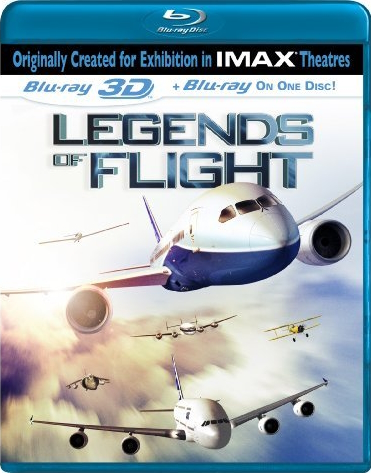 Blu-ray Disc
Originally Created for Exhibition in IMAX® Theatres
Blu-ray 3D™ + Blu-ray ON ONE DISC!
LEGENDS
OF FLIGHT